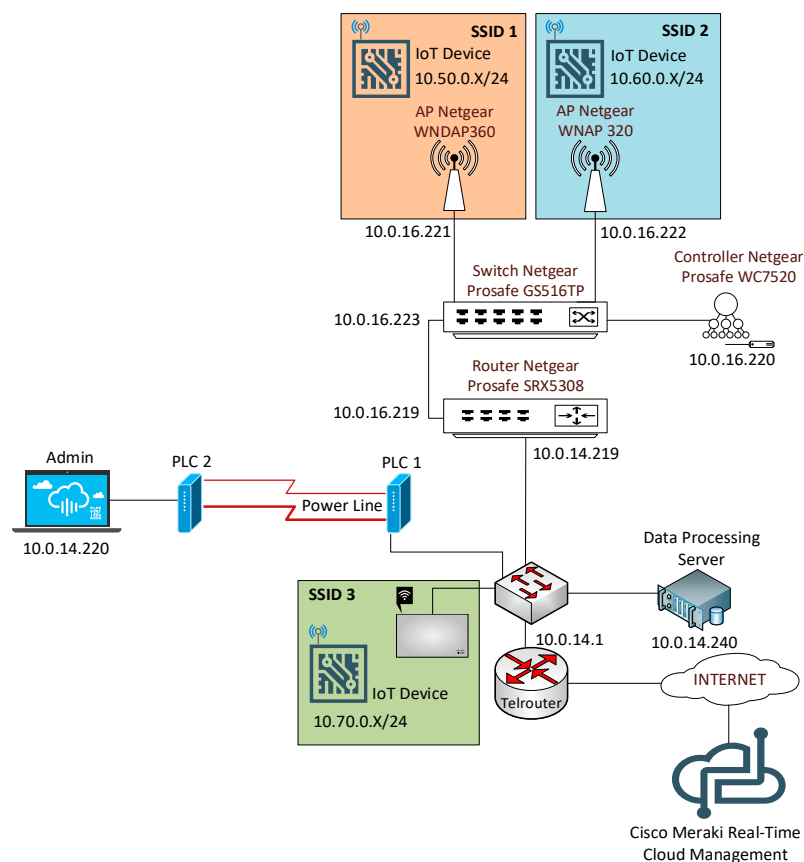 SSID 1
IoT Device
10.50.0.X/24
AP Netgear
WNDAP360
SSID 2
IoT Device
10.60.0.X/24
AP Netgear
WNAP 320
10.0.16.221
10.0.16.222
Switch Netgear
Prosafe GS516TP
Controller Netgear
Prosafe WC7520
10.0.16.223
10.0.16.220
Router Netgear
Prosafe SRX5308
10.0.16.219
10.0.14.219
Admin
PLC 2
PLC 1
Power Line
10.0.14.220
Data Processing
Server
SSID 3
10.0.14.1
10.0.14.240
IoT Device
10.70.0.X/24
Telrouter
INTERNET
Cisco Meraki Real-Time
Cloud Management